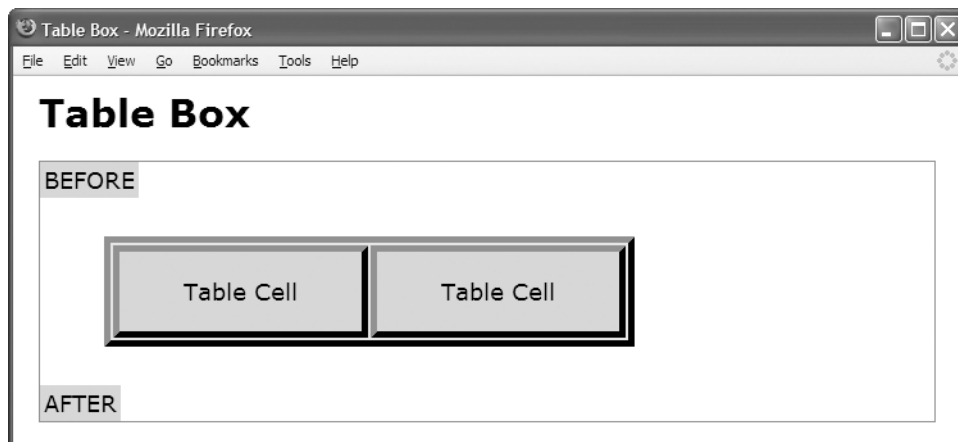 Table Box - Mozilla Firefox
File Edit View Go Bookmarks Tools Help
Table Box
BEFORE
Table Cell Table Cell
AFTER